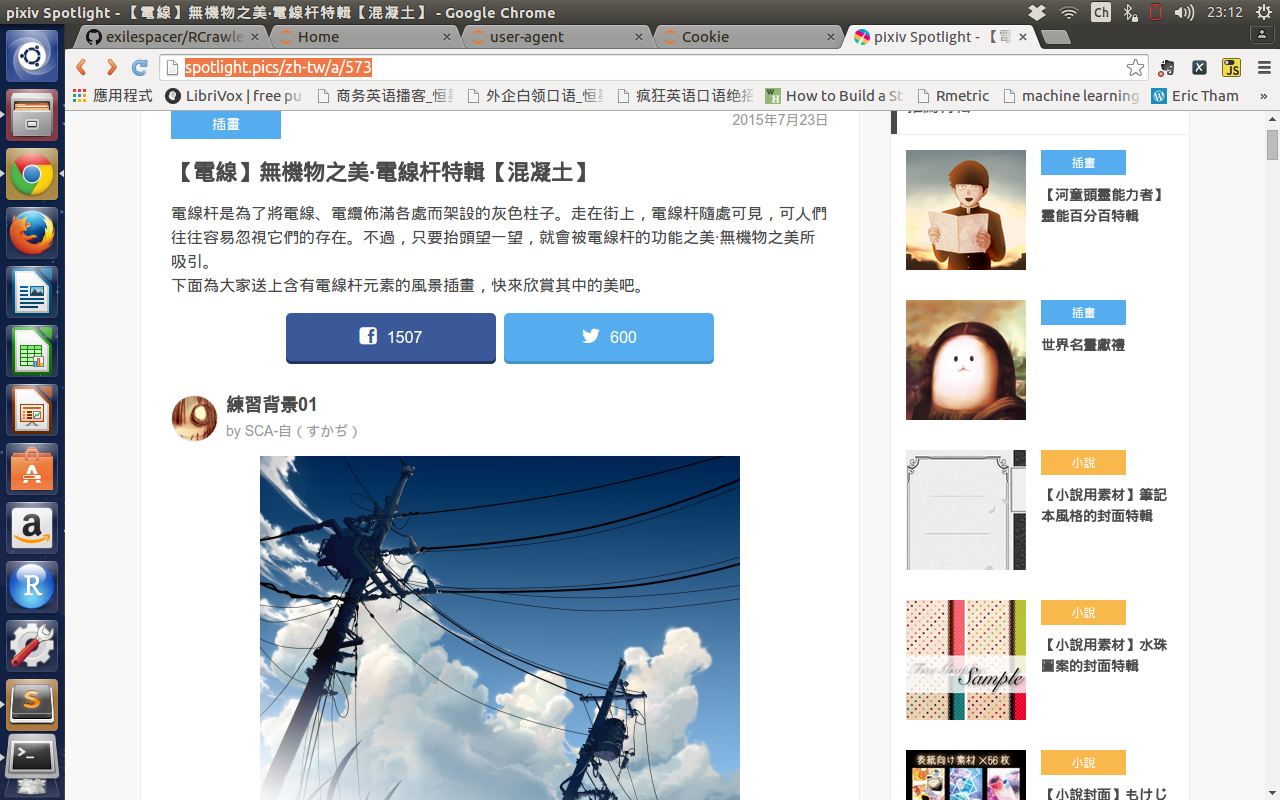 pixiv Spotlight - 【電線】無機物之美·電線杆特輯【混凝土】 - Google Chrome
Ch
23:12
exilespacer/RCrawle
Home
user-agent
Cookie
pixiv Spotlight - 【電
spotlight.pics/zh-tw/a/573
JS
應用程式
LibriVox | free pu
商务英语播客_恒星
外企白领口语_恒星
疯狂英语口语绝招
How to Build a St
Rmetric
machine learning
Eric Tham
»
插畫
2015年7月23日
【電線】無機物之美·電線杆特輯【混凝土】
電線杆是為了將電線、電纜佈滿各處而架設的灰色柱子。走在街上，電線杆隨處可見，可人們
往往容易忽視它們的存在。不過，只要抬頭望一望，就會被電線杆的功能之美·無機物之美所
吸引。
下面為大家送上含有電線杆元素的風景插畫，快來欣賞其中的美吧。
1507
600
練習背景01
by SCA-自（すかぢ）
插畫
【河童頭靈能力者】
靈能百分百特輯
插畫
世界名畫獻禮
小說
【小說用素材】筆記
本風格的封面特輯
小說
【小說用素材】水珠
圖案的封面特輯
Sample
小說
表紙向け素材 ×56枚
【小說封面】もけじ